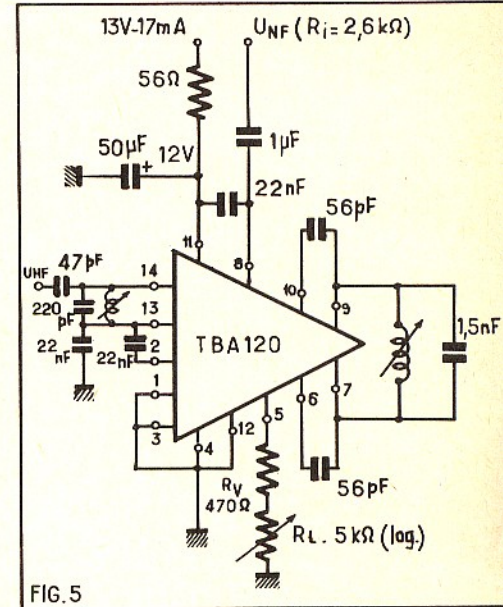 13V-17mA
UNF (Ri = 2,6kΩ)
56Ω
50µF
+
12V
1µF
22nF
56pF
11
8
10
9
47pF
UHF
14
220
pF
13
22
nF
22nF
2
TBA120
1,5nF
1
3
4
12
5
6
7
RV
470Ω
56pF
RL. 5kΩ (log.)
FIG.5